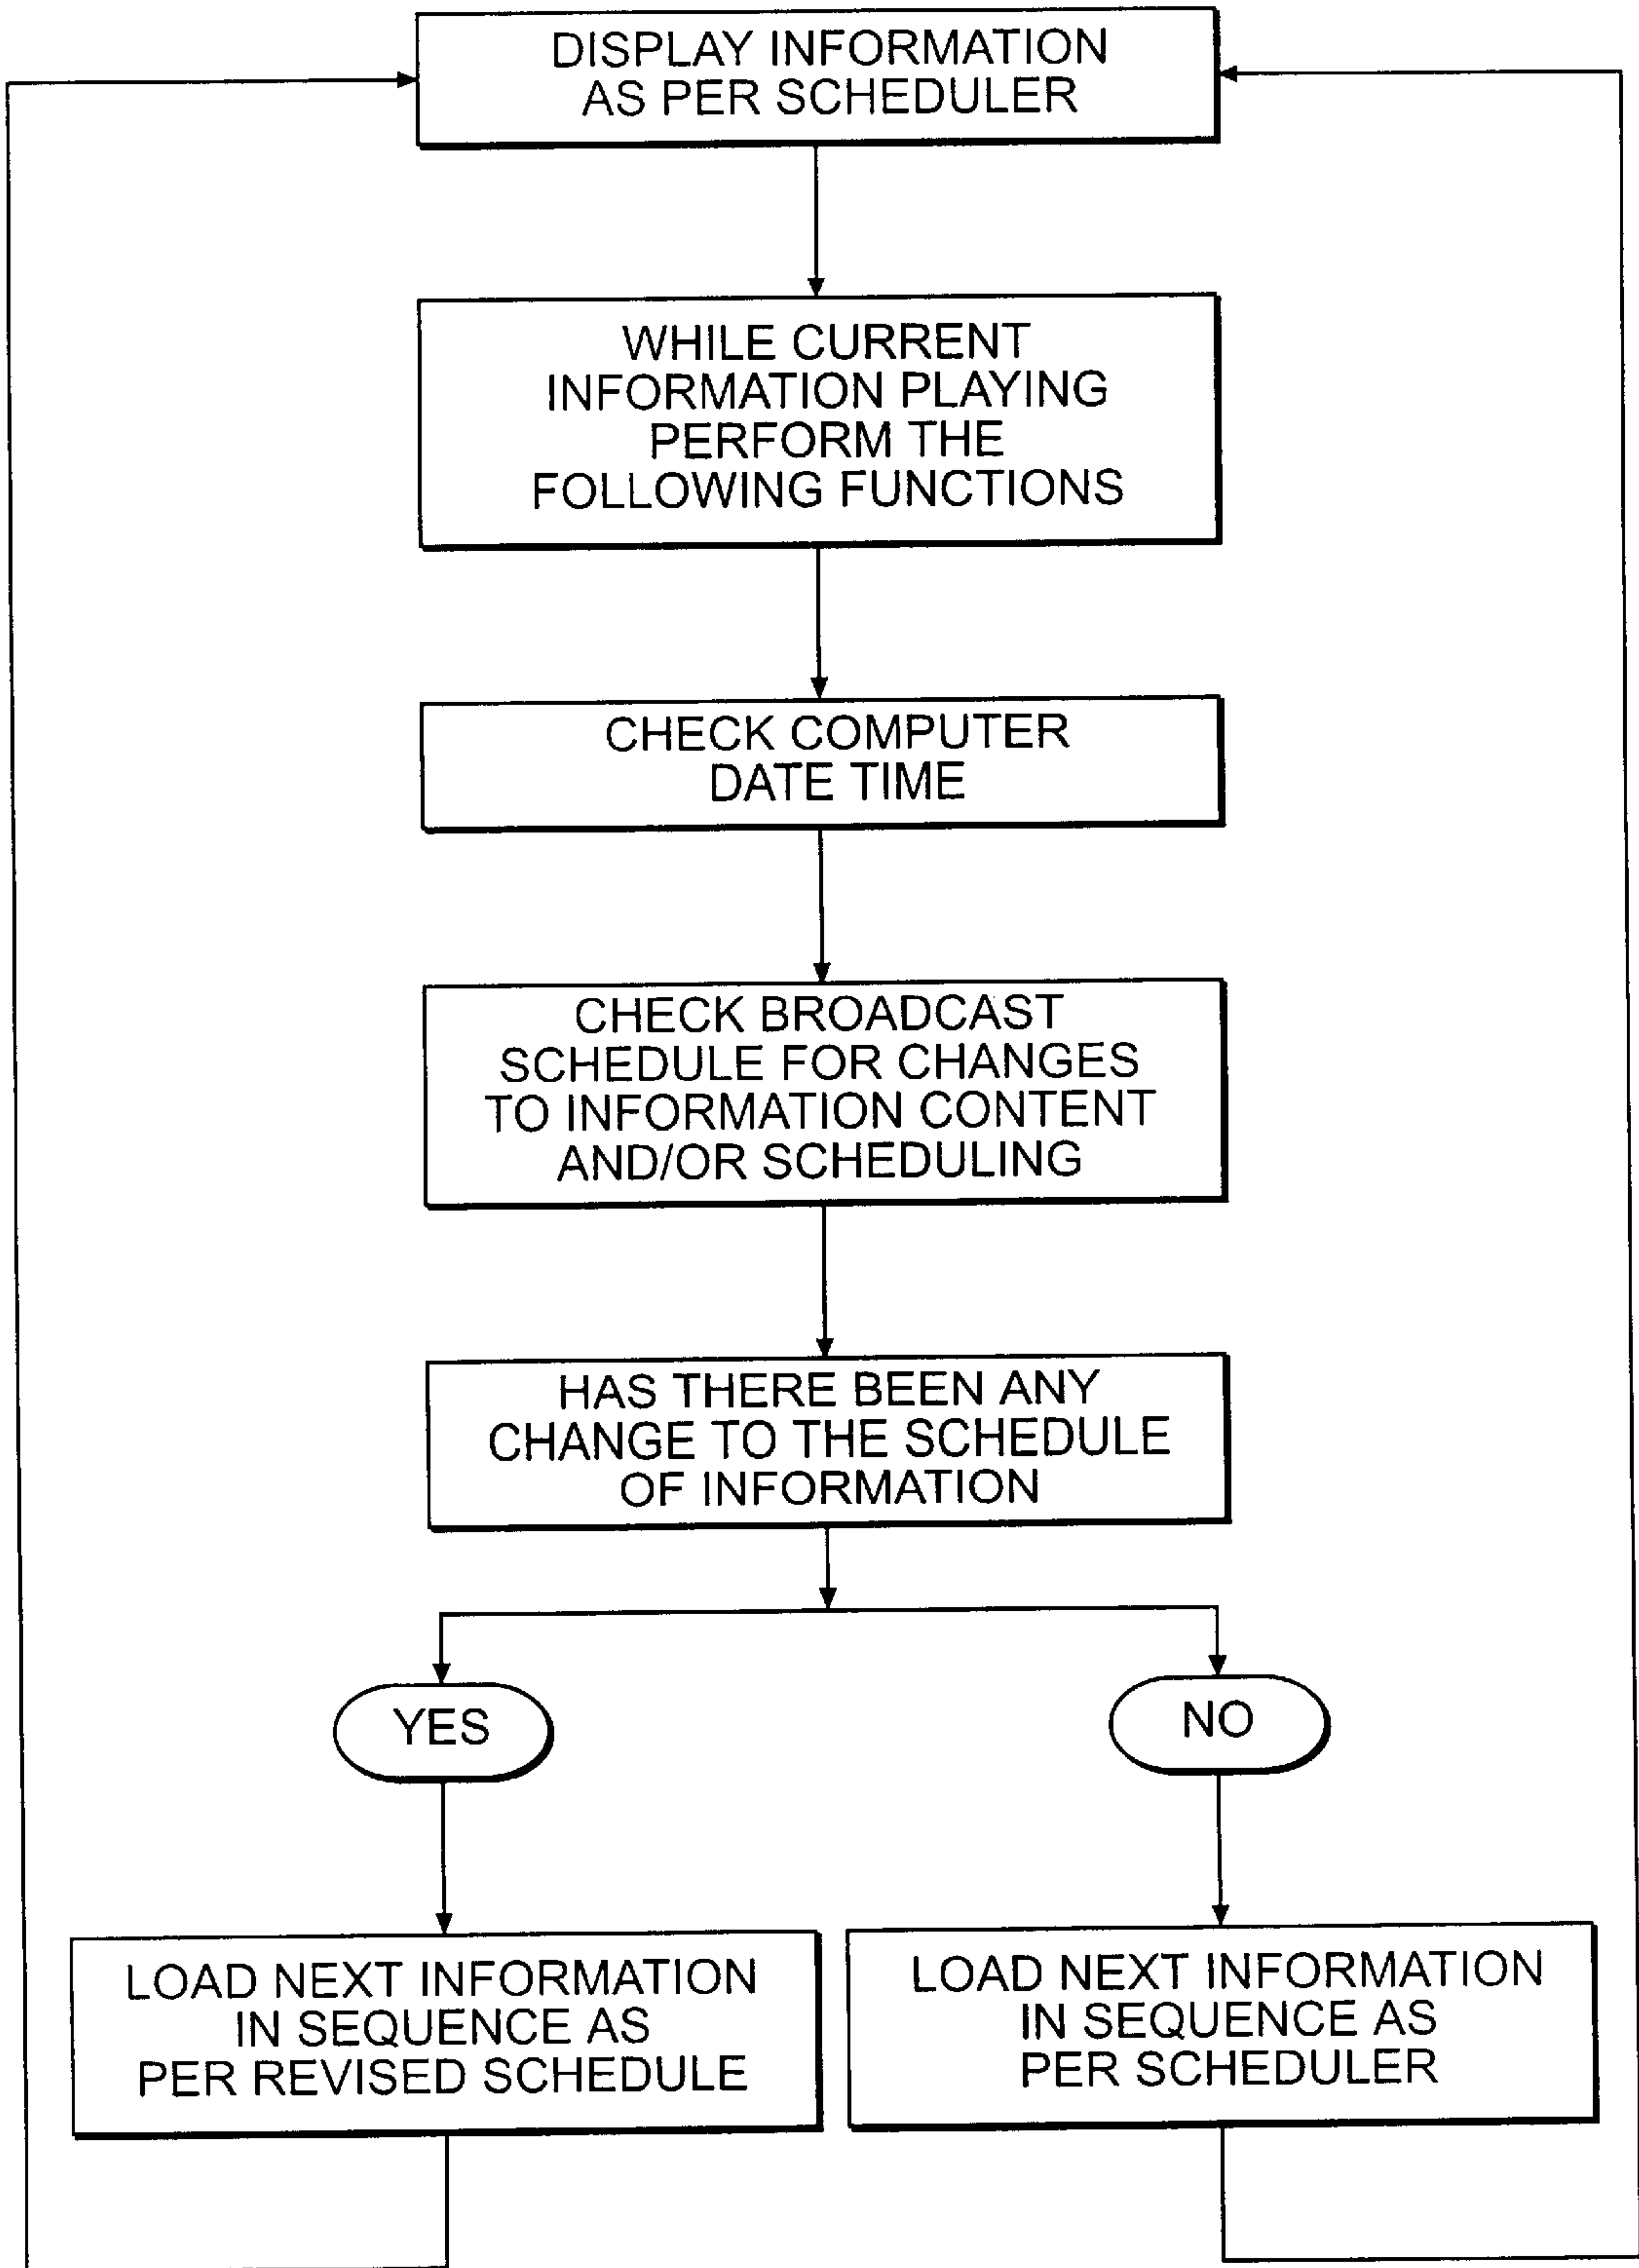 DISPLAY INFORMATION
AS PER SCHEDULER
WHILE CURRENT
INFORMATION PLAYING
PERFORM THE
FOLLOWING FUNCTIONS
CHECK COMPUTER
DATE TIME
CHECK BROADCAST
SCHEDULE FOR CHANGES
TO INFORMATION CONTENT
AND/OR SCHEDULING
HAS THERE BEEN ANY
CHANGE TO THE SCHEDULE
OF INFORMATION
YES
NO
LOAD NEXT INFORMATION
IN SEQUENCE AS
PER REVISED SCHEDULE
LOAD NEXT INFORMATION
IN SEQUENCE AS
PER SCHEDULER